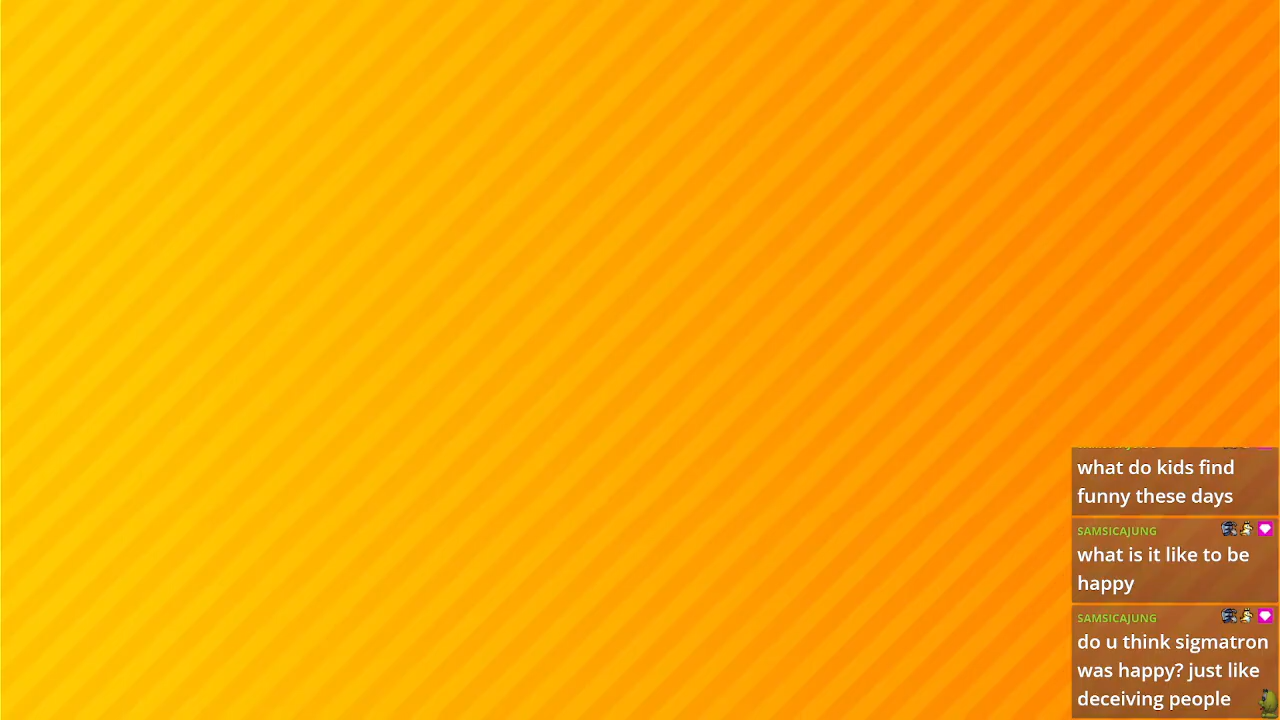 what do kids find
funny these days
SAMSICAJUNG
what is it like to be
happy
SAMSICAJUNG
do u think sigmatron
was happy? just like
deceiving people